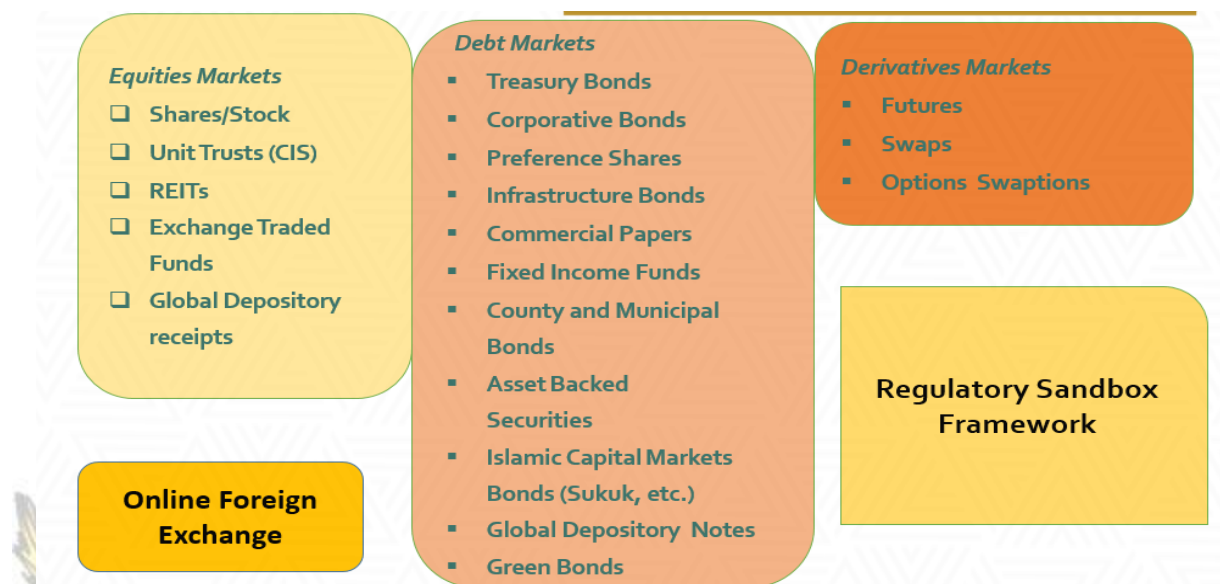 Equities Markets
Shares/Stock
Unit Trusts (CIS)
REITs
Exchange Traded
Funds
Global Depository
receipts
Online Foreign
Exchange
Debt Markets
Treasury Bonds
Corporative Bonds
Preference Shares
Infrastructure Bonds
Commercial Papers
Fixed Income Funds
County and Municipal
Bonds
Asset Backed
Securities
Islamic Capital Markets
Bonds (Sukuk, etc.)
Global Depository Notes
Green Bonds
Derivatives Markets
Futures
Swaps
Options Swaptions
Regulatory Sandbox
Framework